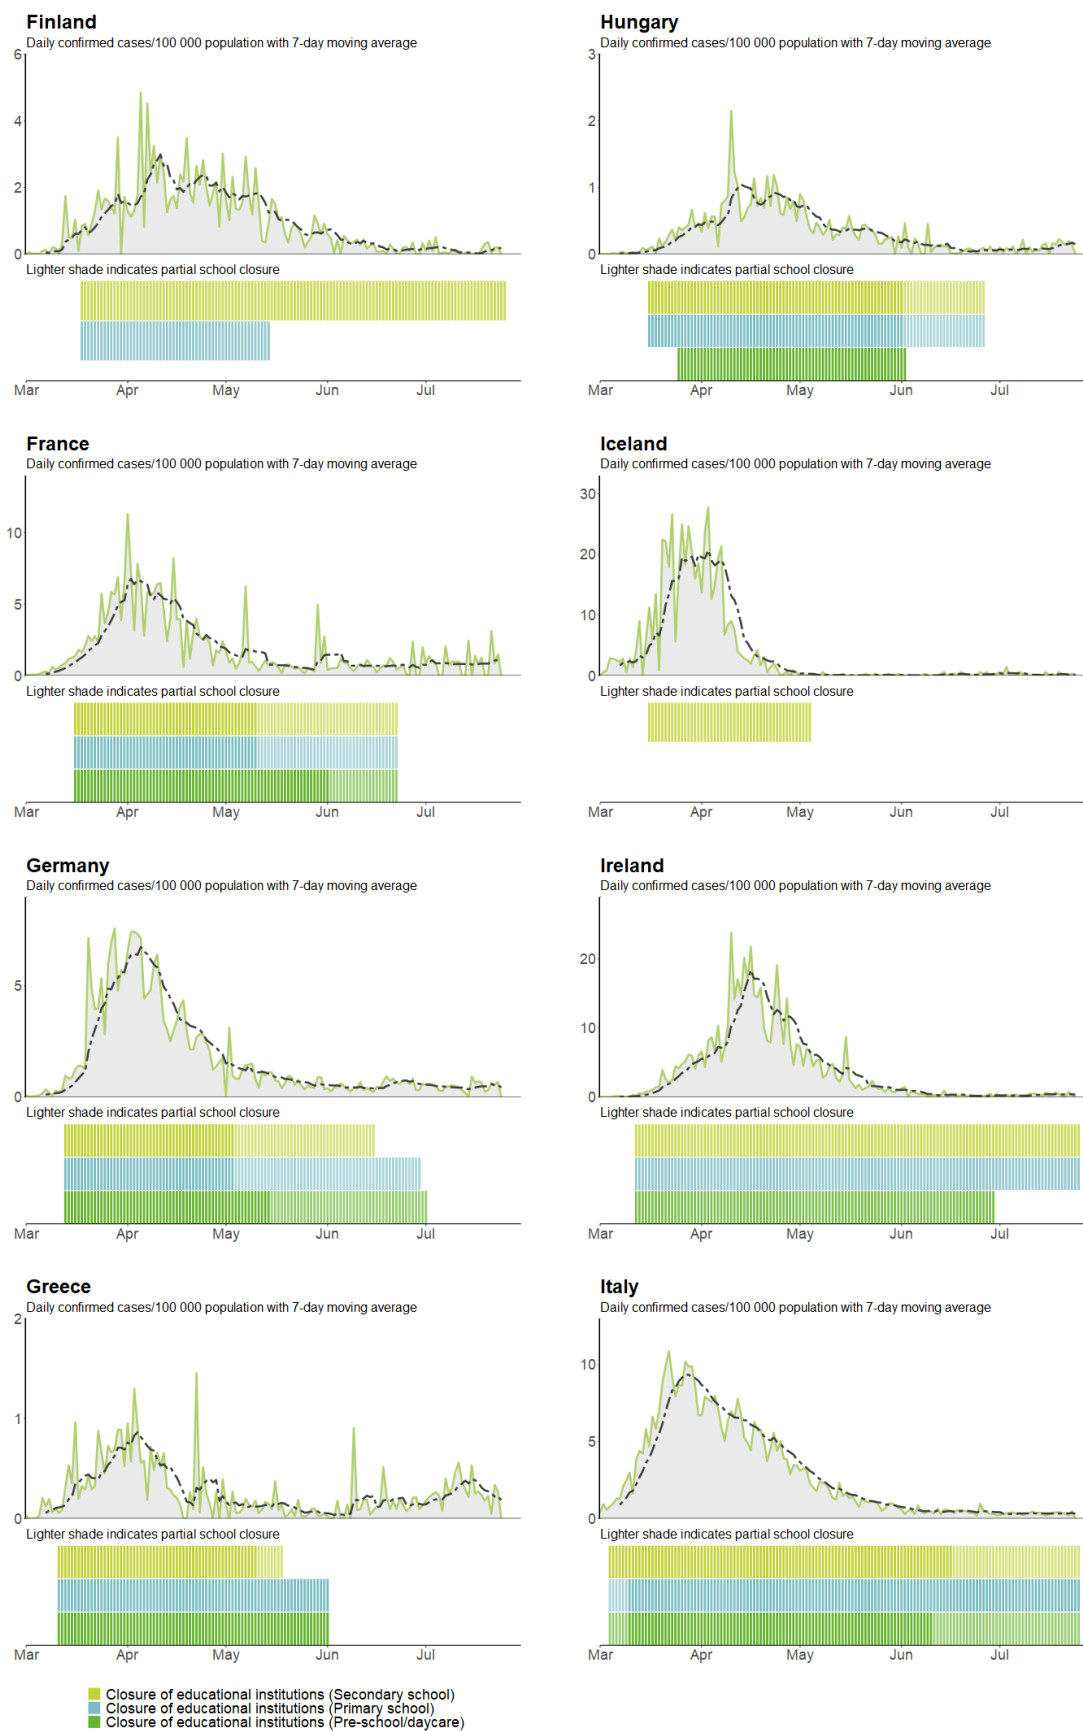 Finland
Daily confirmed cases/100 000 population with 7-day moving average
6
4
2
0
Lighter shade indicates partial school closure
Mar Apr May Jun Jul
Hungary
Daily confirmed cases/100 000 population with 7-day moving average
3
2
1
0
Lighter shade indicates partial school closure
Mar Apr May Jun Jul
France
Daily confirmed cases/100 000 population with 7-day moving average
10
5
0
Lighter shade indicates partial school closure
Mar Apr May Jun Jul
Iceland
Daily confirmed cases/100 000 population with 7-day moving average
30
20
10
0
Lighter shade indicates partial school closure
Mar Apr May Jun Jul
Germany
Daily confirmed cases/100 000 population with 7-day moving average
5
0
Lighter shade indicates partial school closure
Mar Apr May Jun Jul
Ireland
Daily confirmed cases/100 000 population with 7-day moving average
20
10
0
Lighter shade indicates partial school closure
Mar Apr May Jun Jul
Greece
Daily confirmed cases/100 000 population with 7-day moving average
2
1
0
Lighter shade indicates partial school closure
Mar Apr May Jun Jul
Italy
Daily confirmed cases/100 000 population with 7-day moving average
10
5
0
Lighter shade indicates partial school closure
Mar Apr May Jun Jul
Closure of educational institutions (Secondary school)
Closure of educational institutions (Primary school)
Closure of educational institutions (Pre-school/daycare)